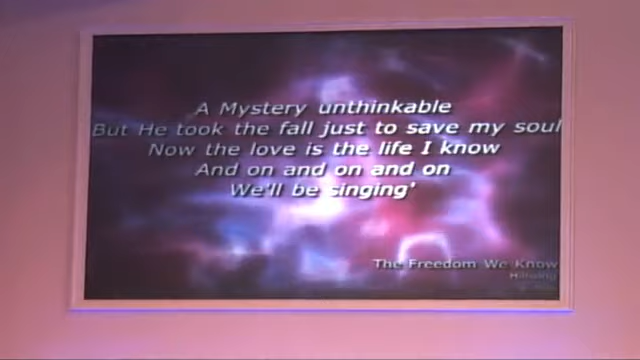 A Mystery unthinkable
But He took the fall just to save my soul
Now the love is the life I know
And on and on and on
We'll be singing'
The Freedom We Know
Hillsong